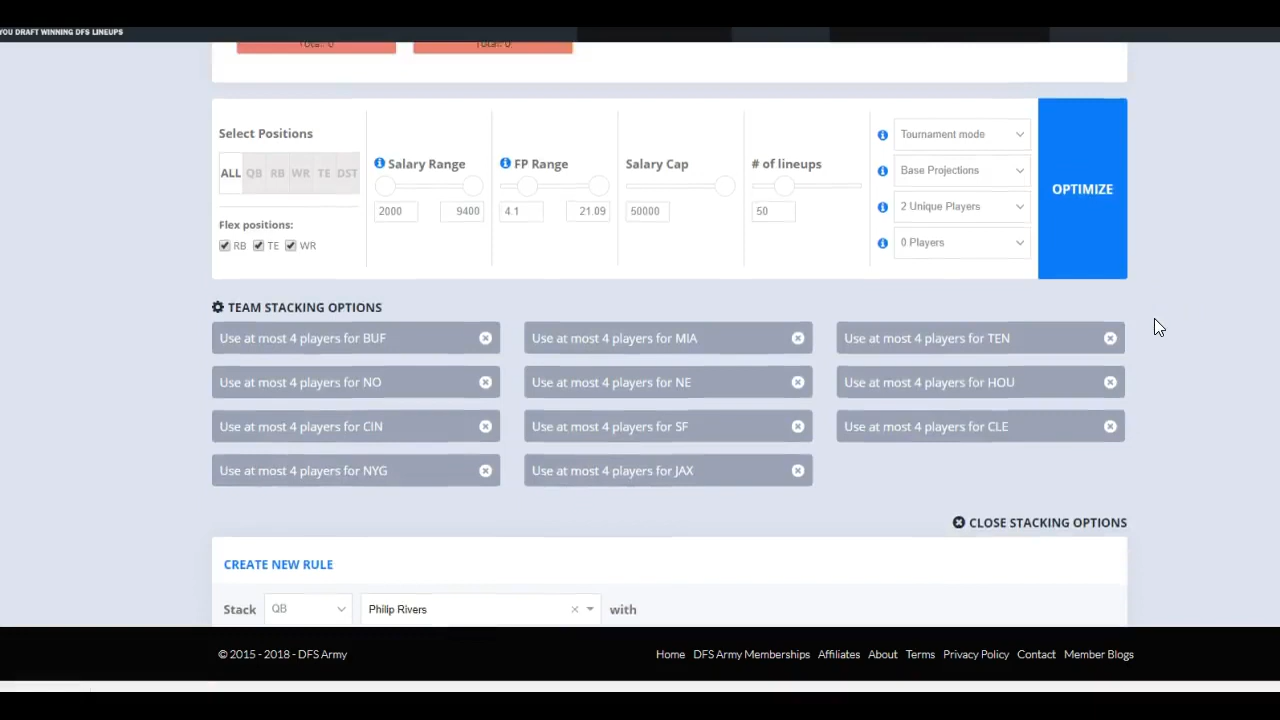 YOU DRAFT WINNING DFS LINEUPS
Total: 0 Total: 0
Select Positions
ALL QB RB WR TE DST
Flex positions:
RB TE WR
Salary Range
2000 9400
FP Range
4.1 21.09
Salary Cap
50000
# of lineups
50
Tournament mode
Base Projections
2 Unique Players
0 Players
OPTIMIZE
TEAM STACKING OPTIONS
Use at most 4 players for BUF
Use at most 4 players for MIA
Use at most 4 players for TEN
Use at most 4 players for NO
Use at most 4 players for NE
Use at most 4 players for HOU
Use at most 4 players for CIN
Use at most 4 players for SF
Use at most 4 players for CLE
Use at most 4 players for NYG
Use at most 4 players for JAX
CLOSE STACKING OPTIONS
CREATE NEW RULE
Stack QB Philip Rivers with
© 2015 - 2018 - DFS Army
Home DFS Army Memberships Affiliates About Terms Privacy Policy Contact Member Blogs